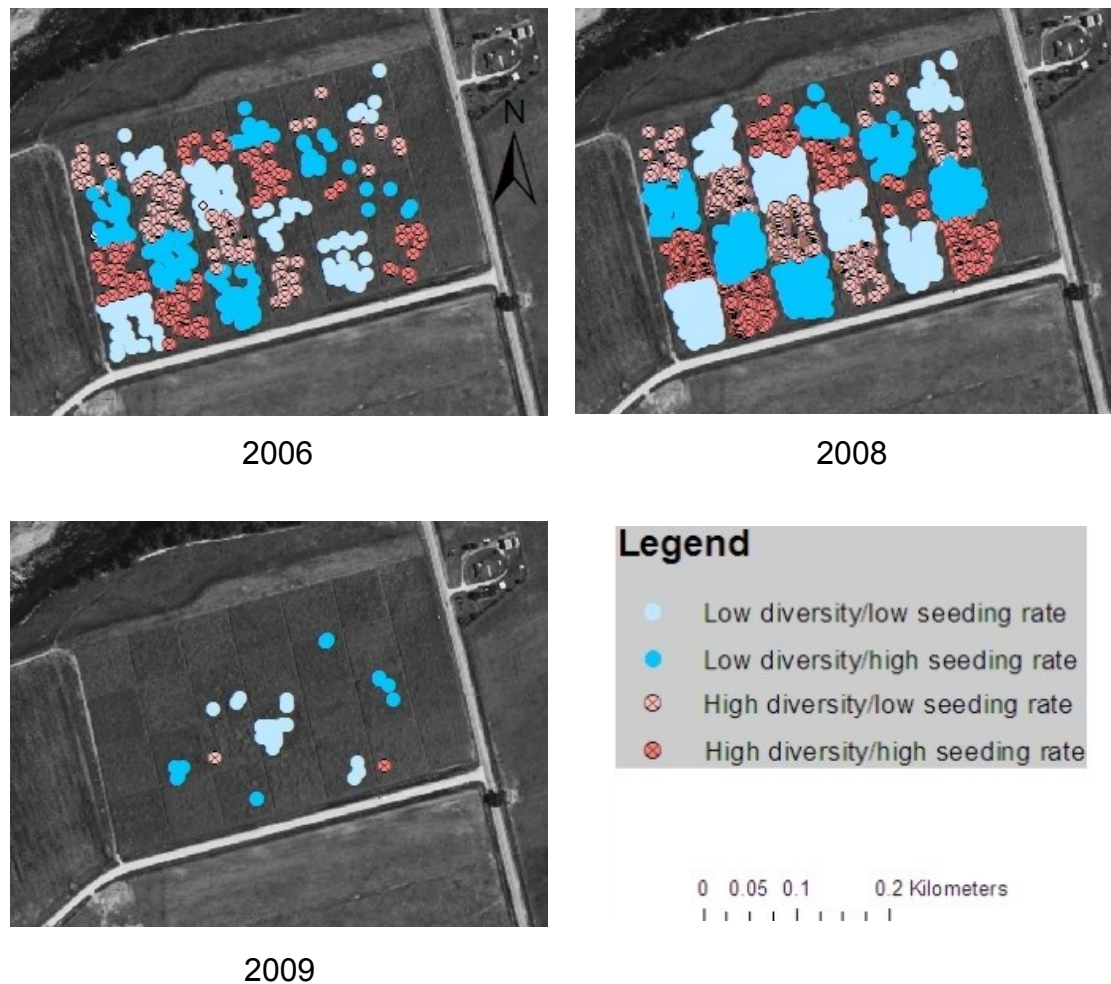 N
2006
2008
2009
Legend
Low diversity/low seeding rate
Low diversity/high seeding rate
High diversity/low seeding rate
High diversity/high seeding rate
0 0.05 0.1 0.2 Kilometers